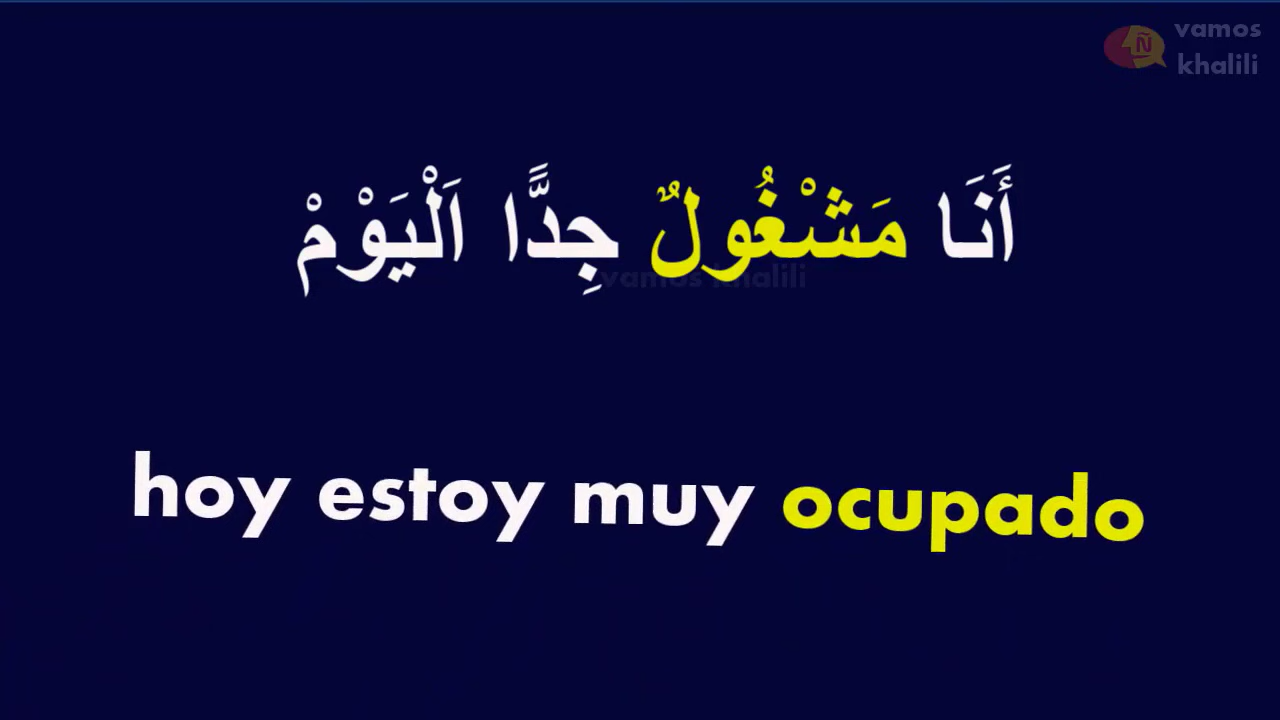 vamos
khalili
Ñ
أَنَا مَشْغُولٌ جِدًّا اَلْيَوْمْ
vamos khalili
hoy estoy muy ocupado